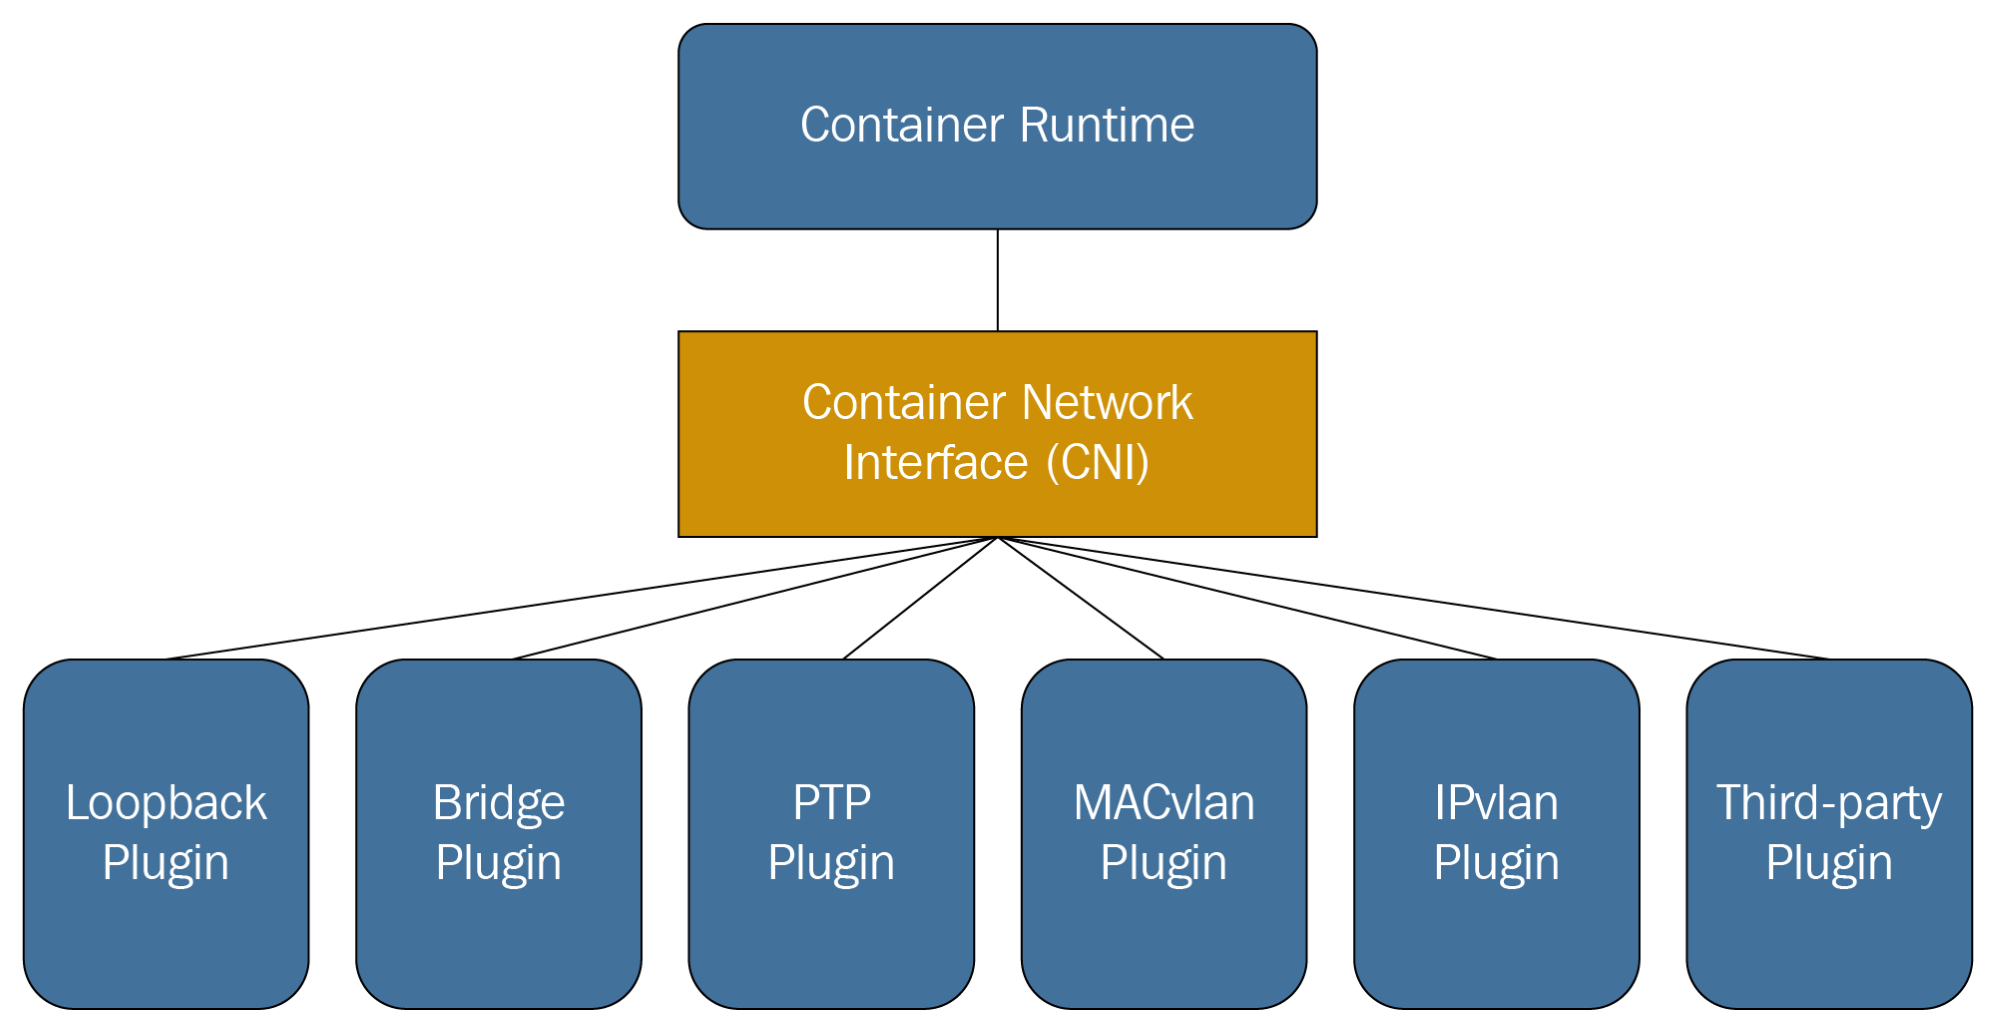 Container Runtime
Container Network
Interface (CNI)
Loopback
Plugin
Bridge
Plugin
PTP
Plugin
MACvlan
Plugin
IPvlan
Plugin
Third-party
Plugin